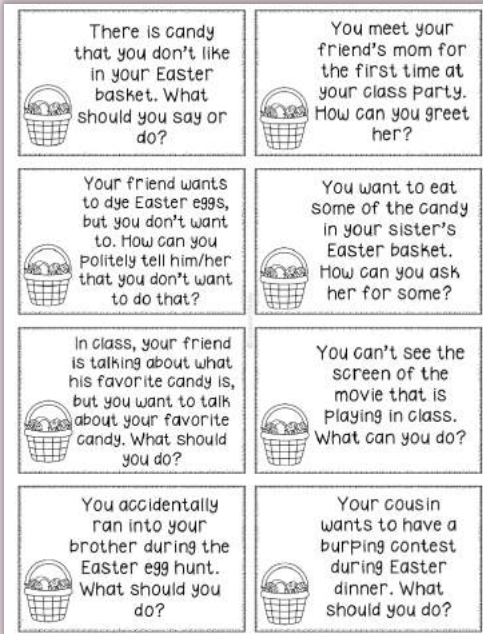 There is candy
that you don't like
in your Easter
basket. What
should you say or
do?
You meet your
friend's mom for
the first time at
your class party.
How can you greet
her?
Your friend wants
to dye Easter eggs,
but you don't want
to. How can you
politely tell him/her
that you don't want
to do that?
You want to eat
some of the candy
in your sister's
Easter basket.
How can you ask
her for some?
In class, your friend
is talking about what
his favorite candy is,
but you want to talk
about your favorite
candy. What should
you do?
You can't see the
screen of the
movie that is
playing in class.
What can you do?
You accidentally
ran into your
brother during the
Easter egg hunt.
What should you
do?
Your cousin
wants to have a
burping contest
during Easter
dinner. What
should you do?